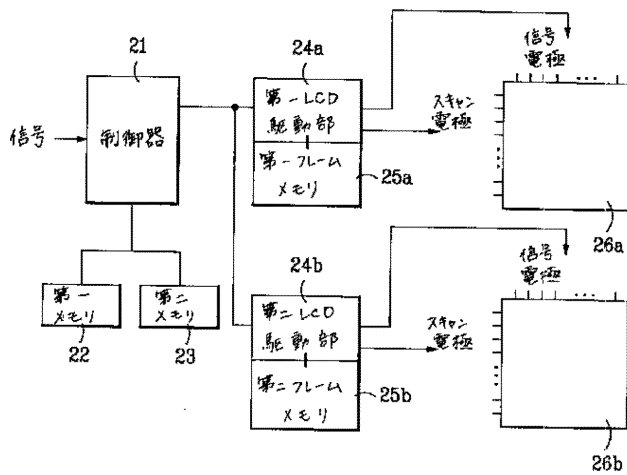 21
信号
制御器
第一
メモリ
22
第二
メモリ
23
24a
第一LCD
駆動部
第一フレーム
メモリ
25a
信号
電極
スキャン
電極
26a
24b
第二LCD
駆動部
第二フレーム
メモリ
25b
信号
電極
スキャン
電極
26b